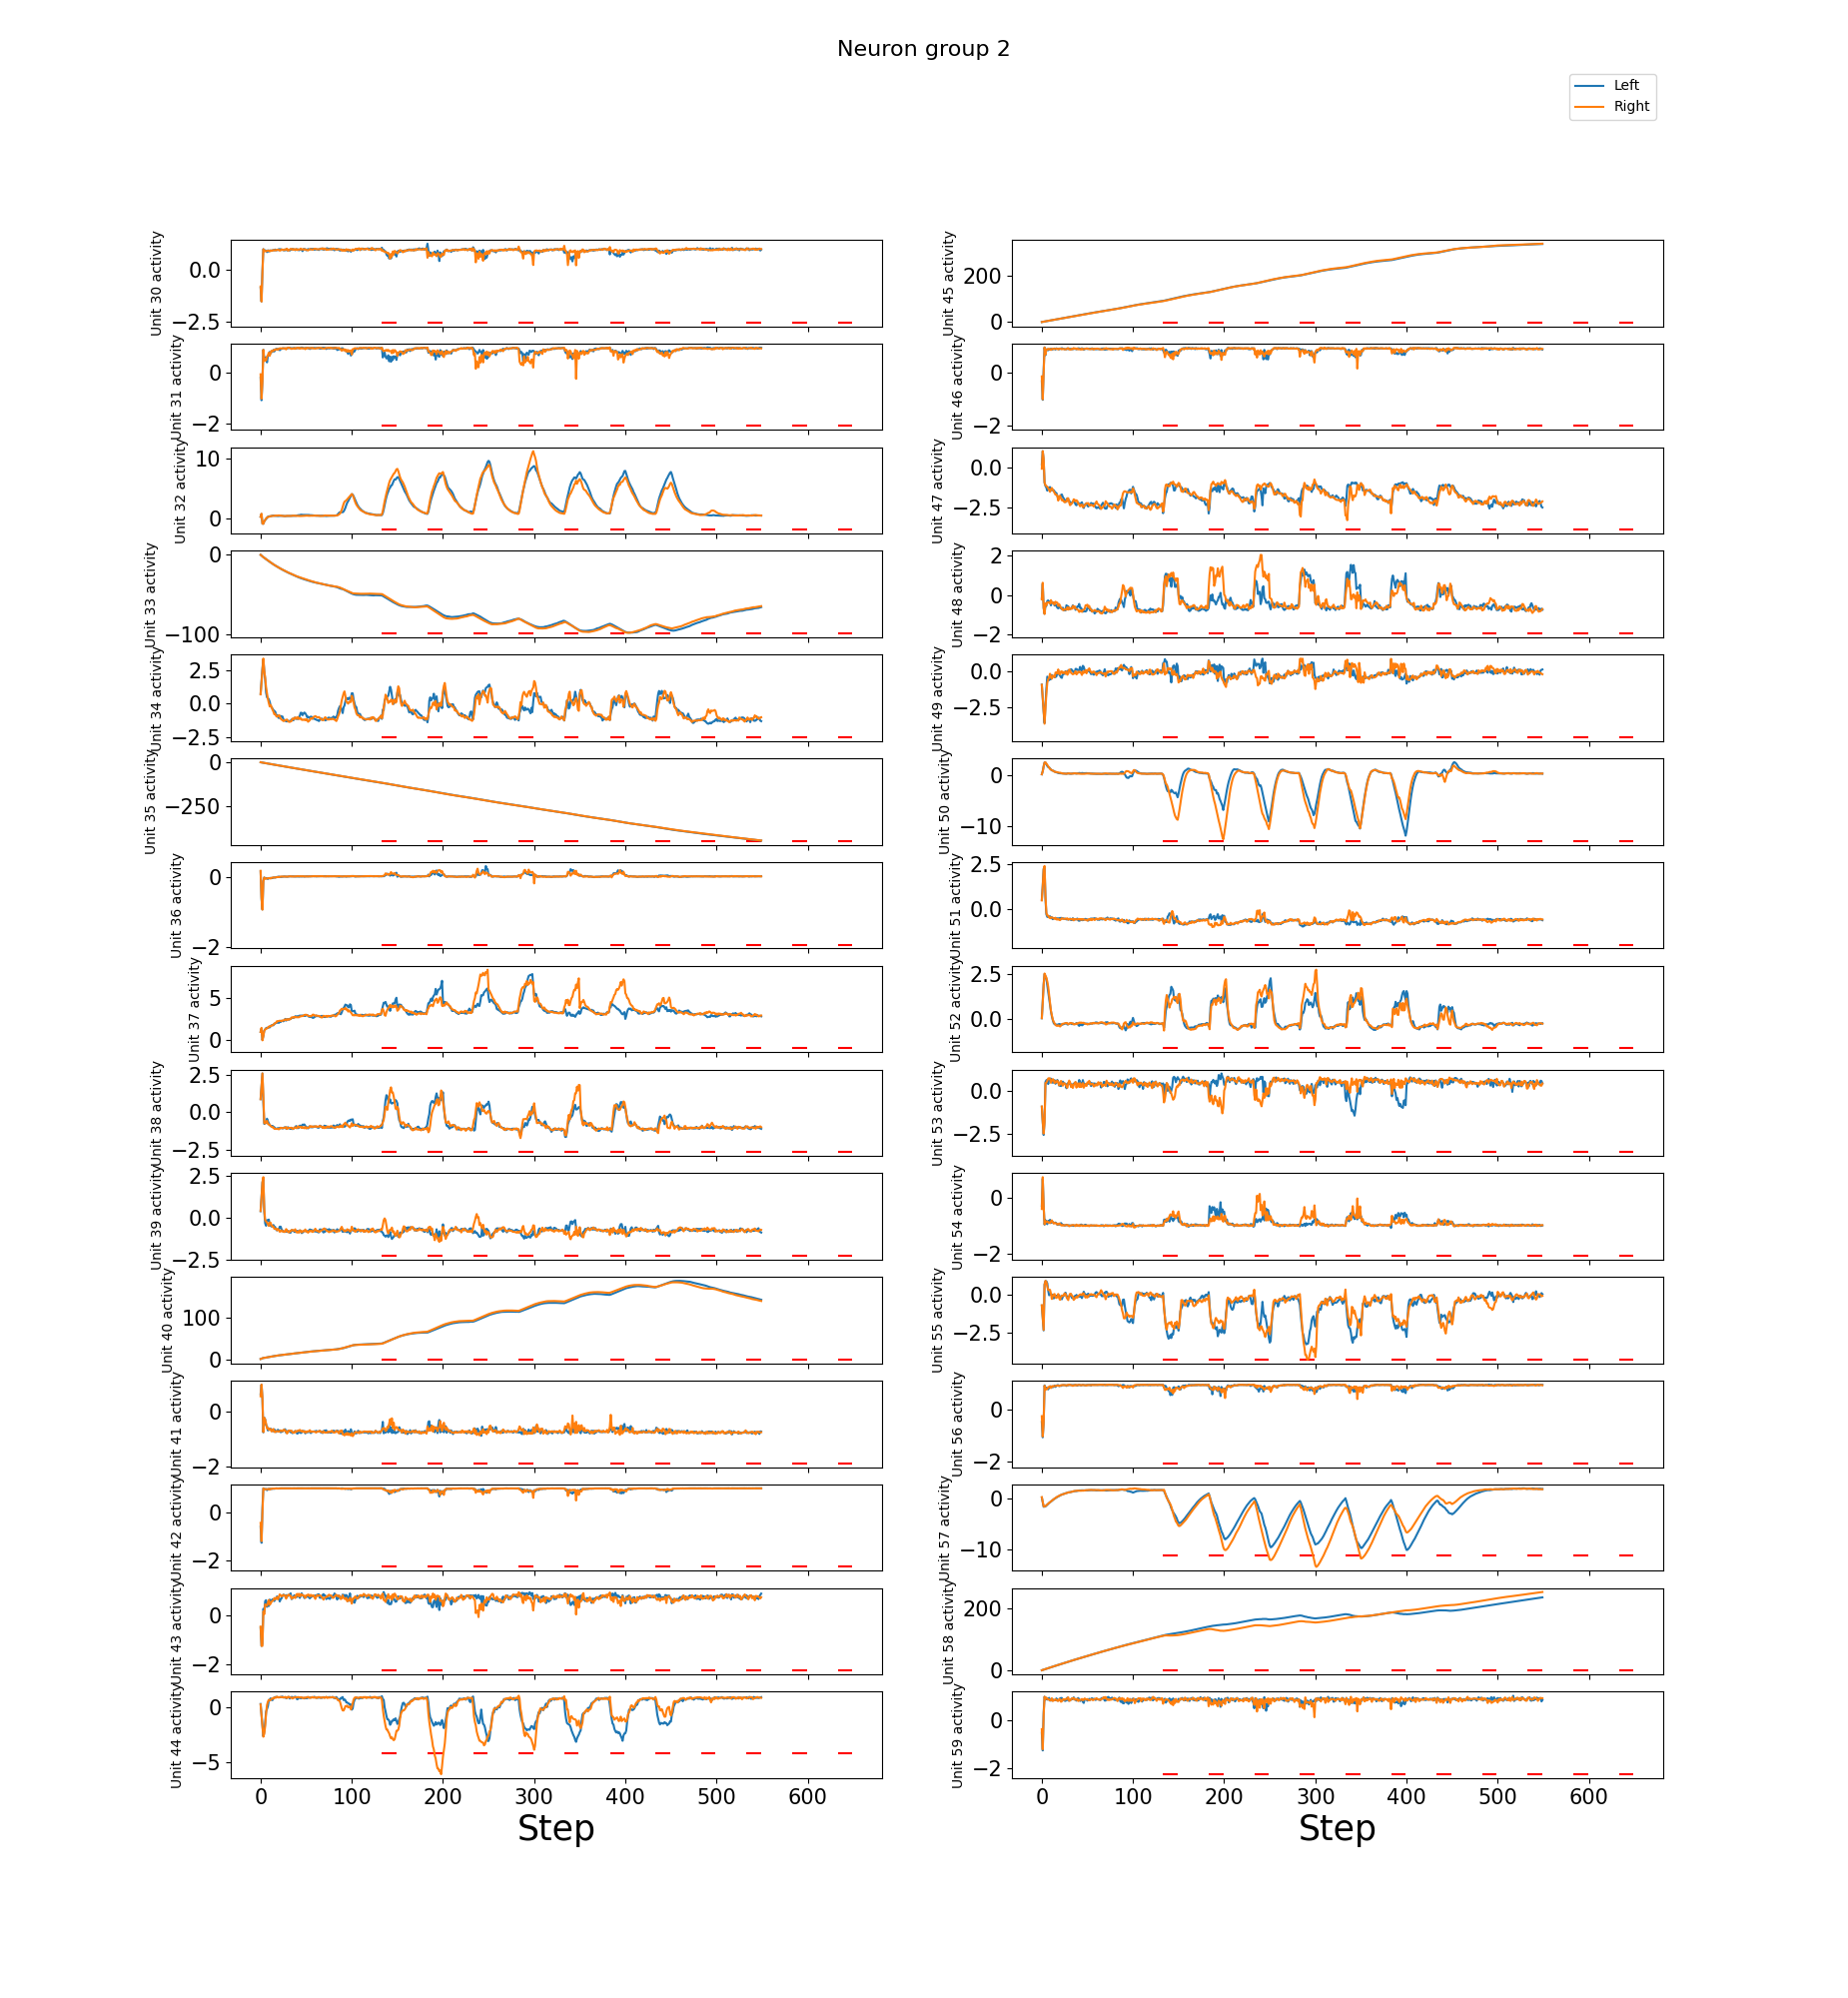 Neuron group 2
Left
Right
Unit 30 activity
0.0
−2.5
Unit 31 activity
0
−2
Unit 32 activity
10
0
Unit 33 activity
0
−100
Unit 34 activity
2.5
0.0
−2.5
Unit 35 activity
0
−250
Unit 36 activity
0
−2
Unit 37 activity
5
0
Unit 38 activity
2.5
0.0
−2.5
Unit 39 activity
2.5
0.0
−2.5
Unit 40 activity
100
0
Unit 41 activity
0
−2
Unit 42 activity
0
−2
Unit 43 activity
0
−2
Unit 44 activity
0
−5
0 100 200 300 400 500 600
Step
Unit 45 activity
200
0
Unit 46 activity
0
−2
Unit 47 activity
0.0
−2.5
Unit 48 activity
2
0
−2
Unit 49 activity
0.0
−2.5
Unit 50 activity
0
−10
Unit 51 activity
2.5
0.0
Unit 52 activity
2.5
0.0
Unit 53 activity
0.0
−2.5
Unit 54 activity
0
−2
Unit 55 activity
0.0
−2.5
Unit 56 activity
0
−2
Unit 57 activity
0
−10
Unit 58 activity
200
0
Unit 59 activity
0
−2
0 100 200 300 400 500 600
Step